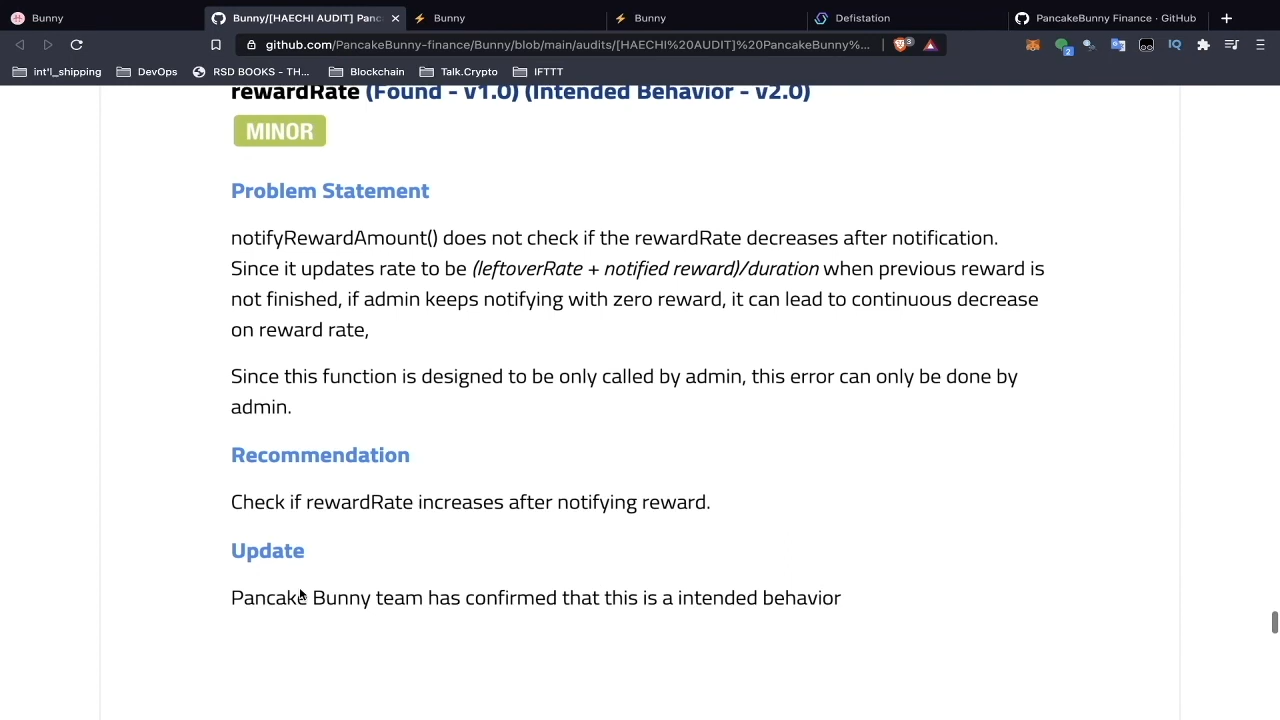 Bunny
Bunny/[HAECHI AUDIT] Panc
Bunny
Bunny
Defistation
PancakeBunny Finance · GitHub
github.com/PancakeBunny-finance/Bunny/blob/main/audits/[HAECHI%20AUDIT]%20PancakeBunny%...
3
2
IQ
int'l_shipping
DevOps
RSD BOOKS - TH...
Blockchain
Talk.Crypto
IFTTT
rewardRate (Found - v1.0) (Intended Behavior - v2.0)
MINOR
Problem Statement
notifyRewardAmount() does not check if the rewardRate decreases after notification.
Since it updates rate to be (leftoverRate + notified reward)/duration when previous reward is
not finished, if admin keeps notifying with zero reward, it can lead to continuous decrease
on reward rate,
Since this function is designed to be only called by admin, this error can only be done by
admin.
Recommendation
Check if rewardRate increases after notifying reward.
Update
Pancake Bunny team has confirmed that this is a intended behavior